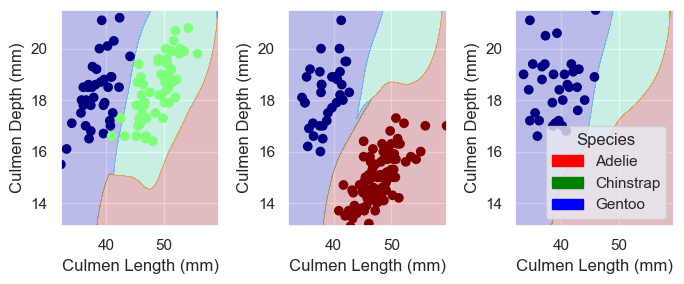 20
18
16
14
Culmen Depth (mm)
40
50
Culmen Length (mm)
20
18
16
14
Culmen Depth (mm)
40
50
Culmen Length (mm)
20
18
16
14
Culmen Depth (mm)
40
50
Culmen Length (mm)
Species
Adelie
Chinstrap
Gentoo